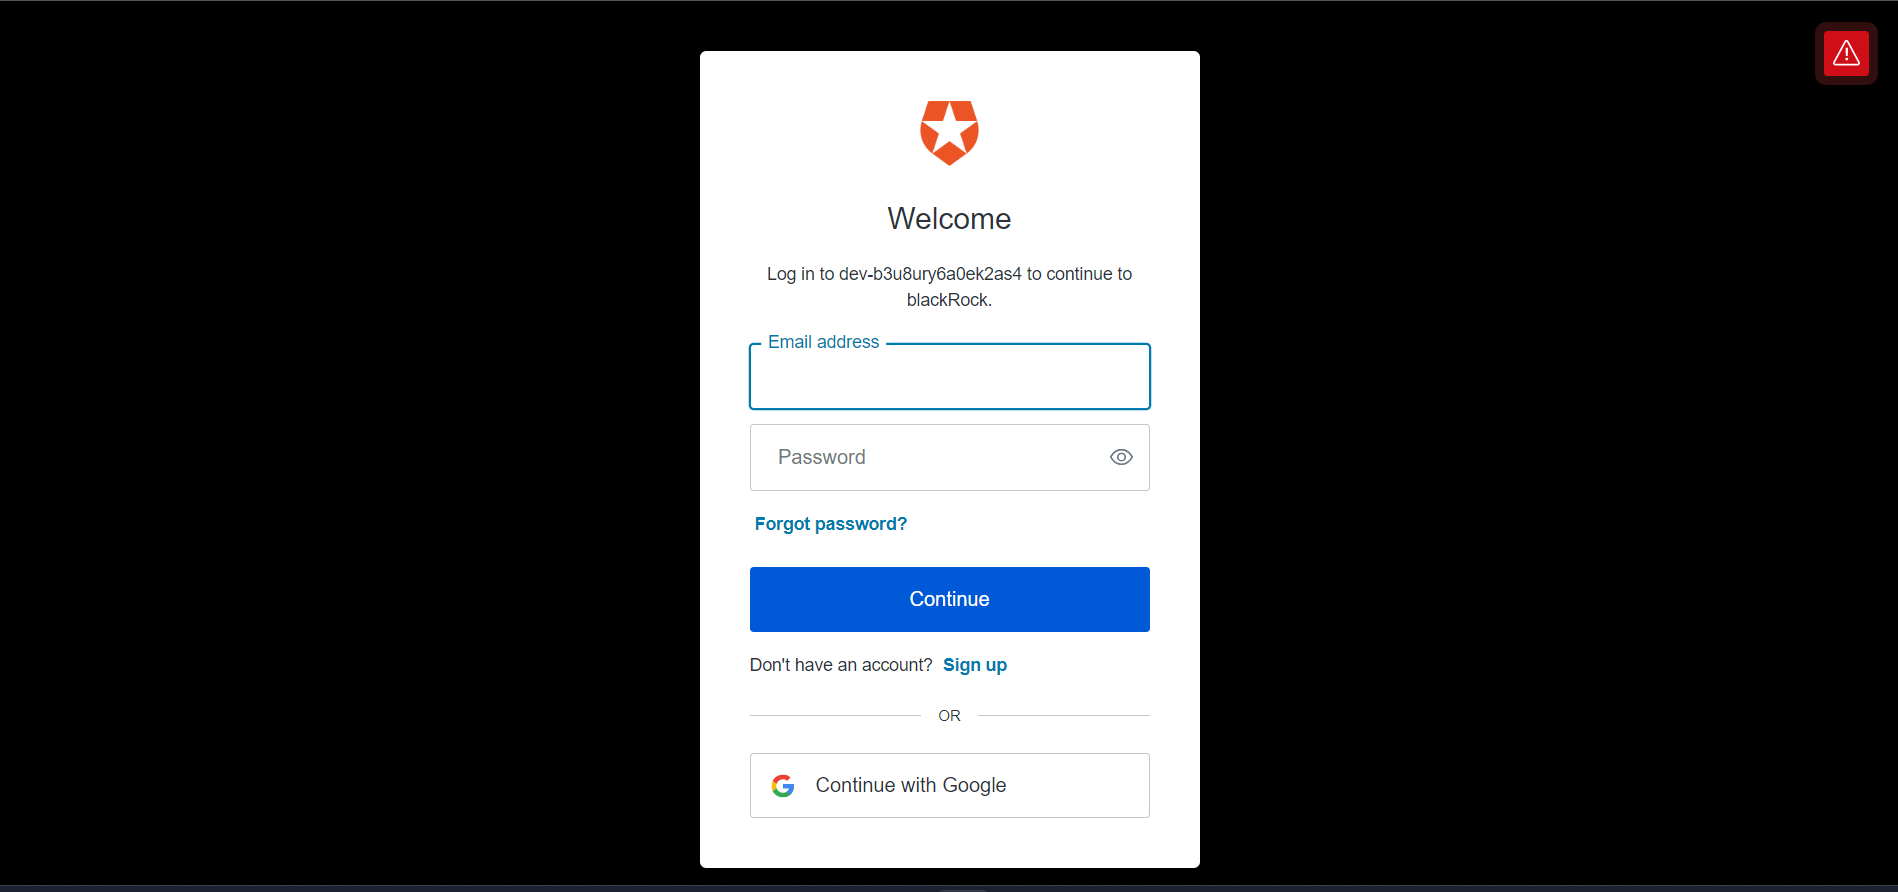 Welcome
Log in to dev-b3u8ury6a0ek2as4 to continue to
blackRock.
Email address
Password
Forgot password?
Continue
Don't have an account? Sign up
OR
Continue with Google